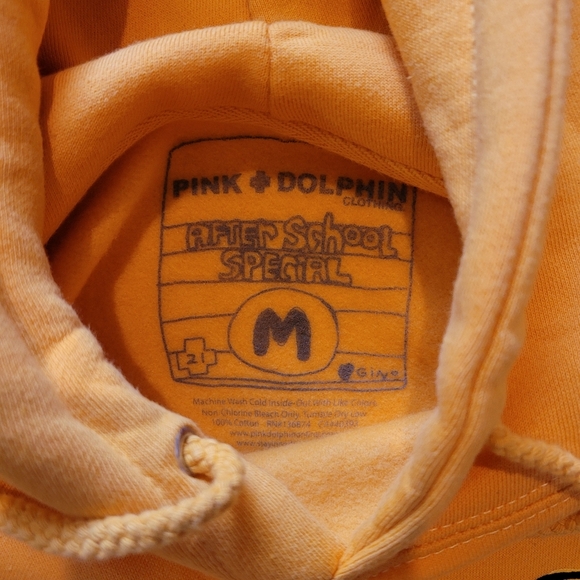 PINK + DOLPHIN
CLOTHING
AFTER SCHOOL
SPECIAL
M
21
Machine Wash Cold Inside-Out With Like Colors.
Non-Chlorine Bleach Only. Tumble Dry Low.
100% Cotton